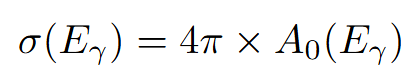 σ(E_γ) = 4π × A_0(E_γ)